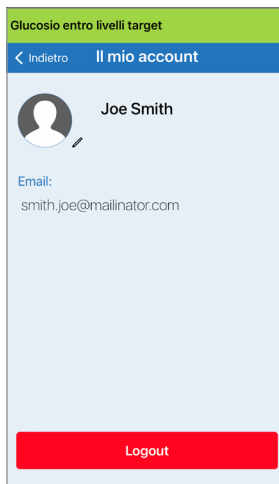 Glucosio entro livelli target
Indietro Il mio account
Joe Smith
Email:
smith.joe@mailinator.com
Logout